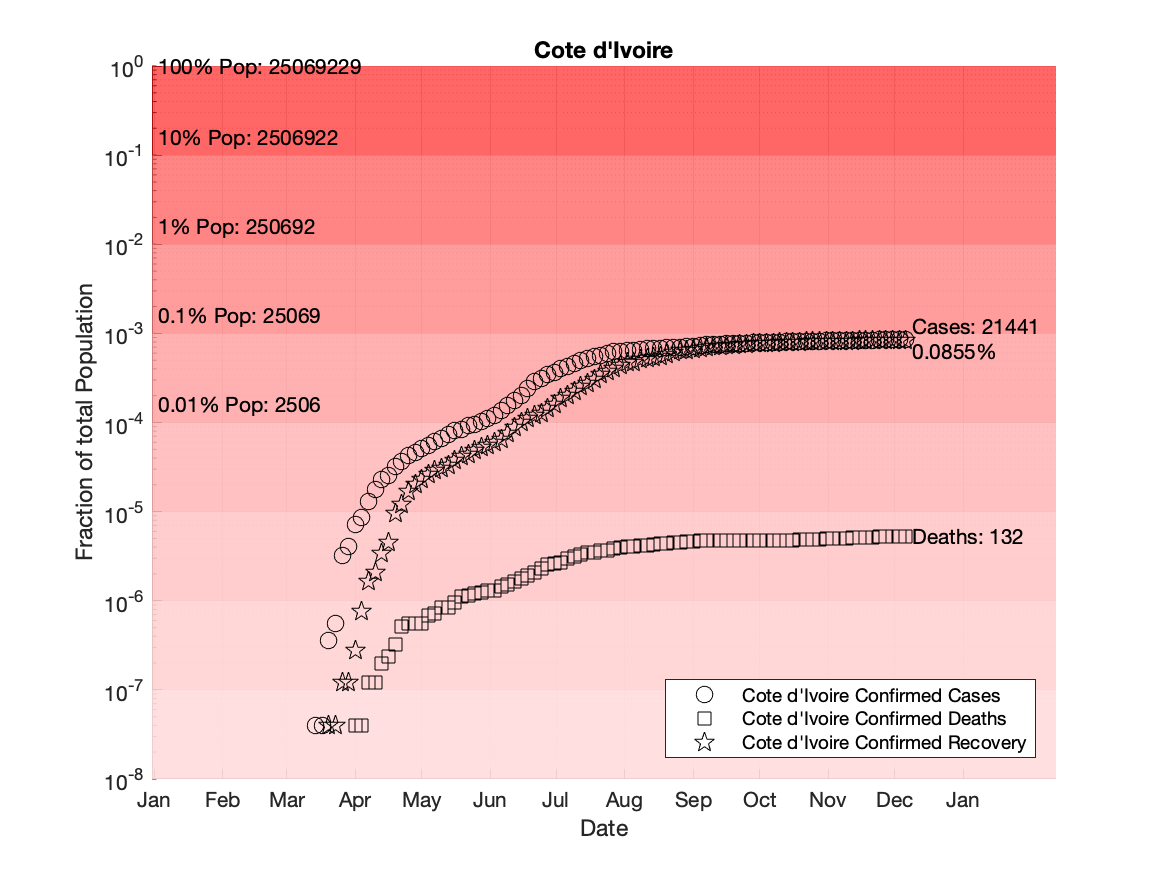 Cote d'Ivoire
10^0
100% Pop: 25069229
10% Pop: 2506922
10^-1
1% Pop: 250692
10^-2
0.1% Pop: 25069
10^-3
Cases: 21441
0.0855%
0.01% Pop: 2506
10^-4
10^-5
Deaths: 132
10^-6
10^-7
10^-8
Fraction of total Population
Cote d'Ivoire Confirmed Cases
Cote d'Ivoire Confirmed Deaths
Cote d'Ivoire Confirmed Recovery
Jan Feb Mar Apr May Jun Jul Aug Sep Oct Nov Dec Jan
Date